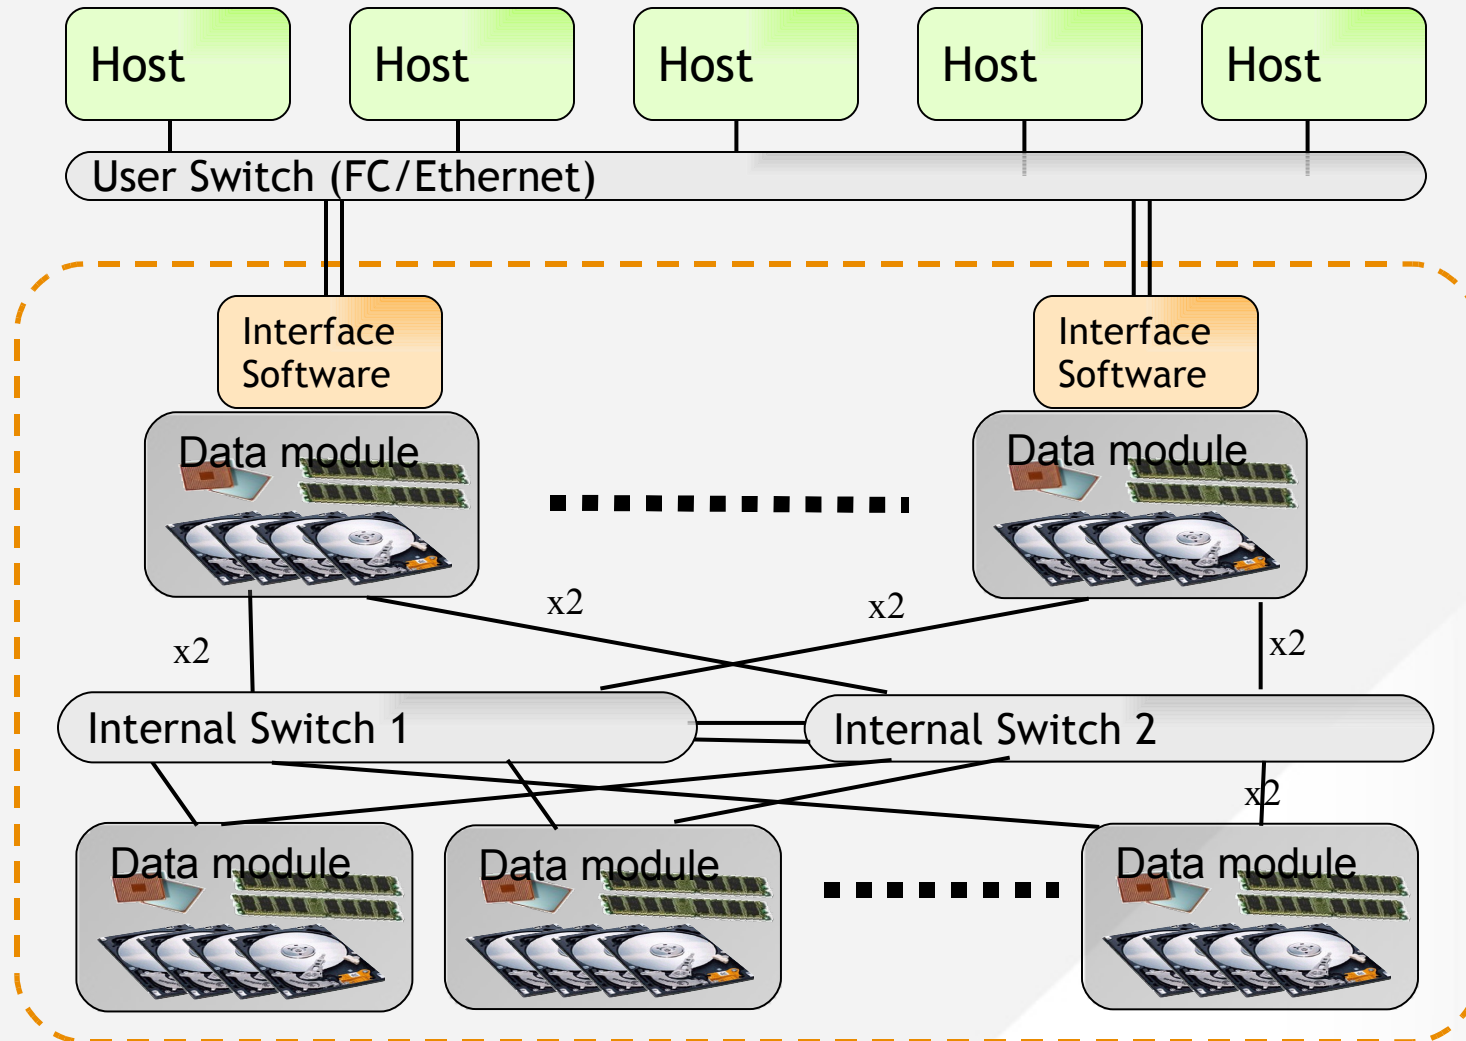 Host
Host
Host
Host
Host
User Switch (FC/Ethernet)
Interface
Software
Interface
Software
Data module
Data module
x2
x2
x2
x2
Internal Switch 1
Internal Switch 2
x2
Data module
Data module
Data module